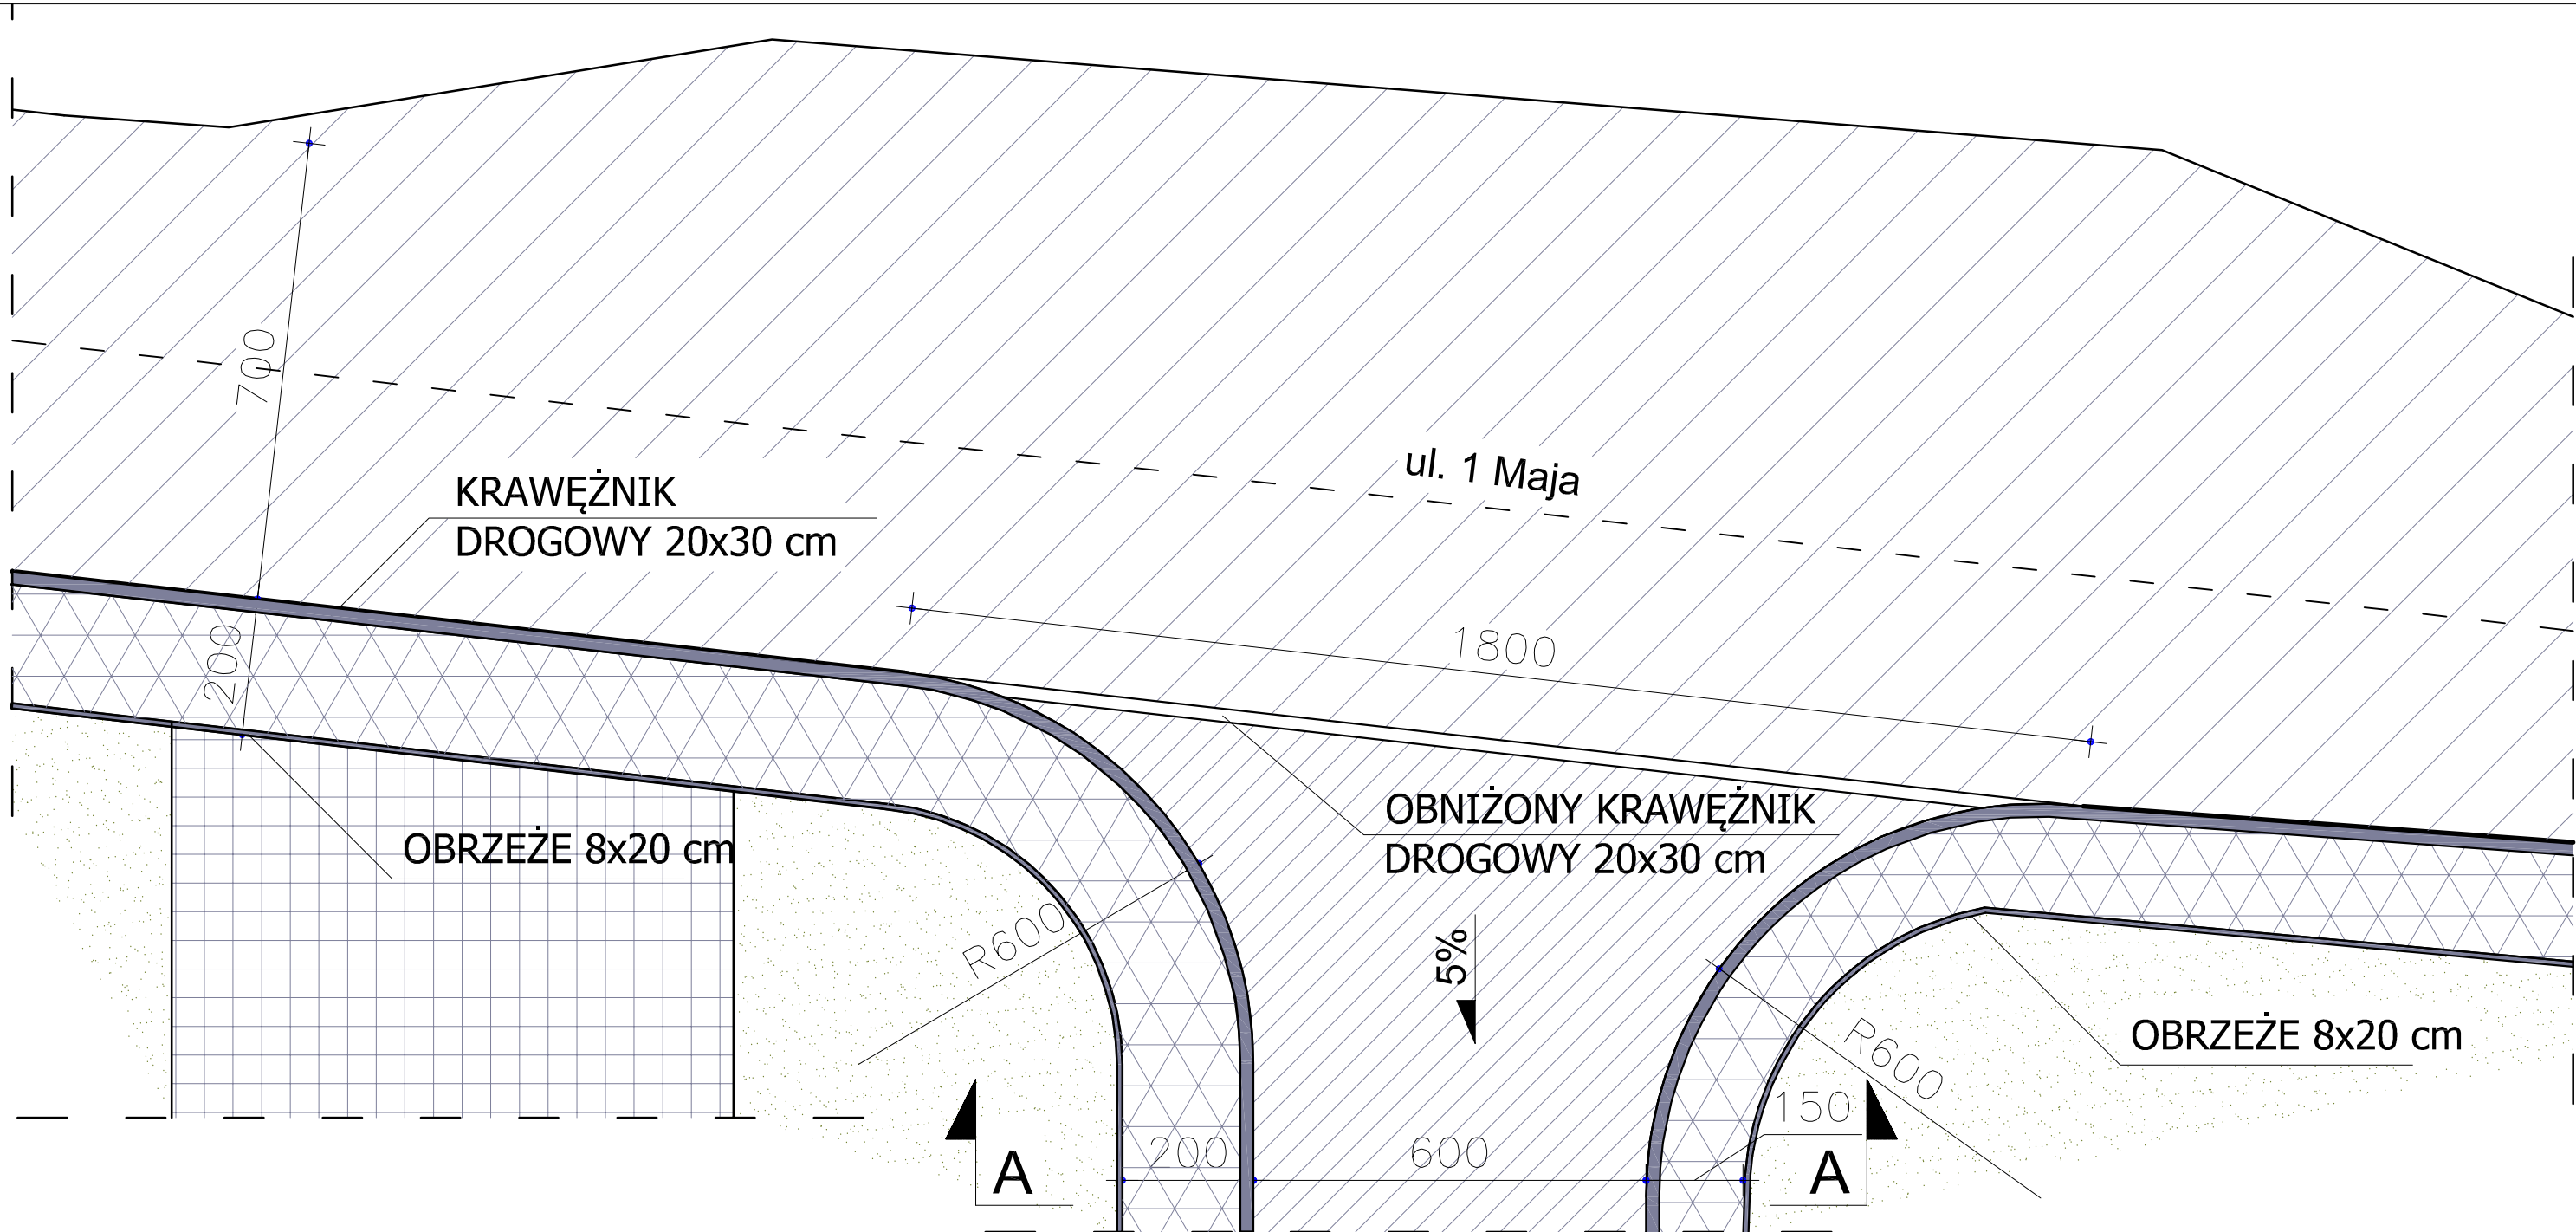 700
KRAWĘŻNIK
DROGOWY 20x30 cm
ul. 1 Maja
200
1800
OBRZEŻE 8x20 cm
OBNIŻONY KRAWĘŻNIK
DROGOWY 20x30 cm
R600
5%
R600
OBRZEŻE 8x20 cm
150
200
600
A
A